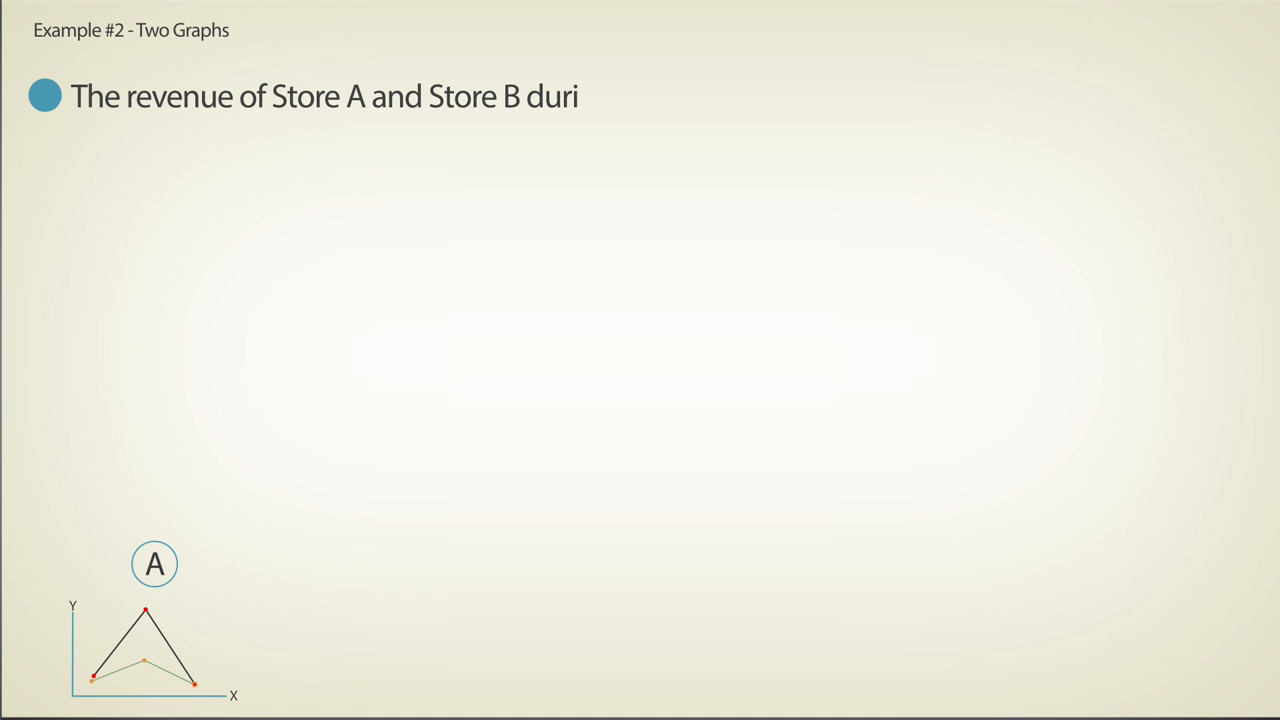 Example #2 - Two Graphs
The revenue of Store A and Store B duri
A
Y
X